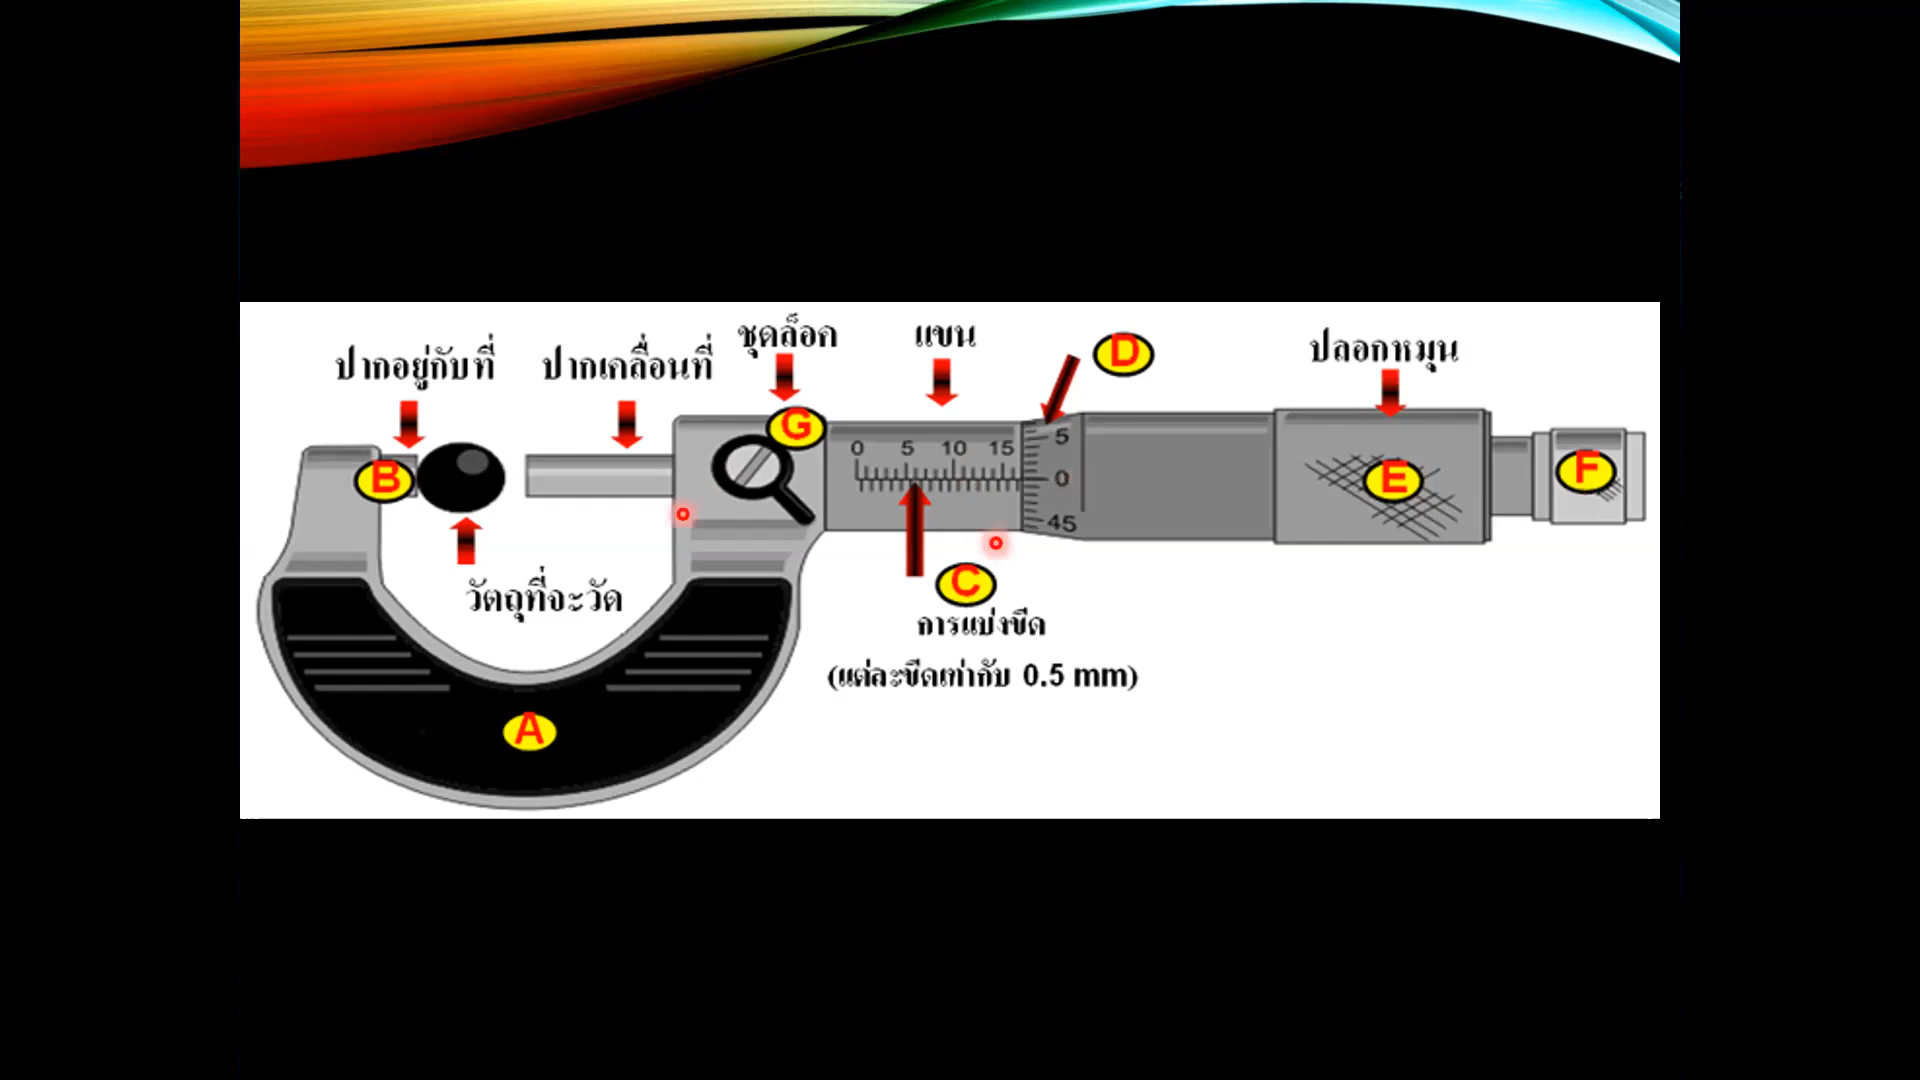 ชุดล็อค
แขน
D
ปลอกหมุน
ปากอยู่กับที่
ปากเคลื่อนที่
G
0 5 10 15
5
0
45
B
E
F
C
วัตถุที่จะวัด
การแบ่งขีด
(แต่ละขีดเท่ากับ 0.5 mm)
A